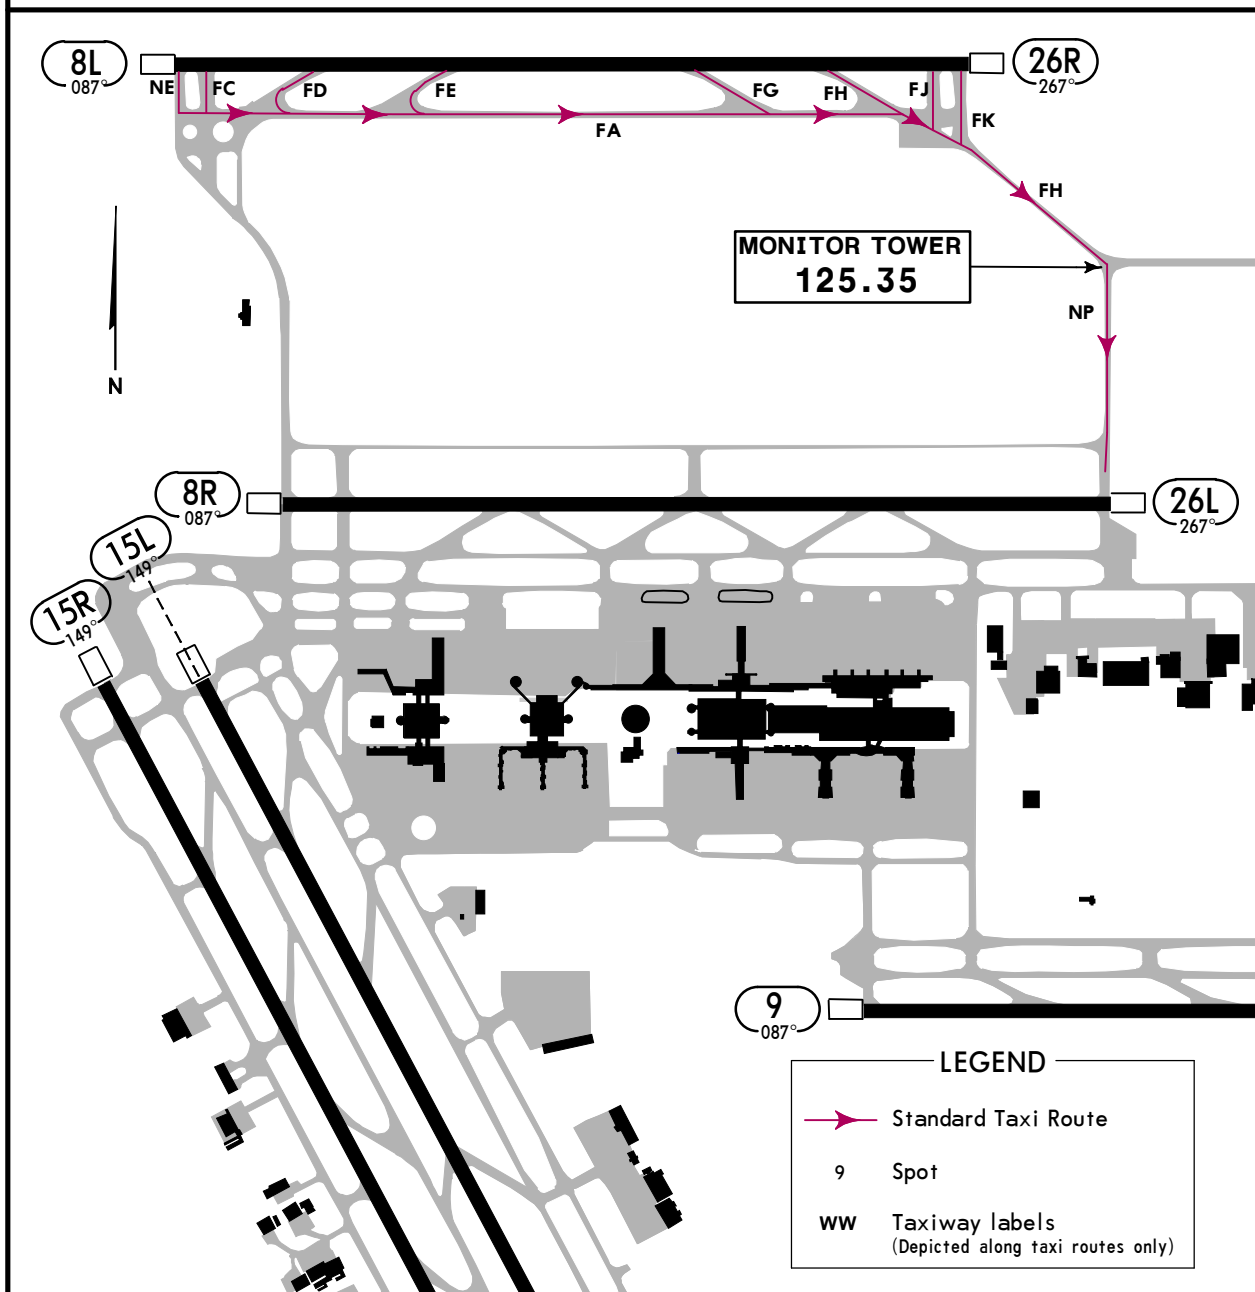 8L
087°
26R
267°
NE
FC
FD
FE
FG
FH
FJ
FK
FA
FH
MONITOR TOWER
125.35
NP
N
8R
087°
26L
267°
15L
149°
15R
149°
9
087°
LEGEND
Standard Taxi Route
9 Spot
WW Taxiway labels
(Depicted along taxi routes only)